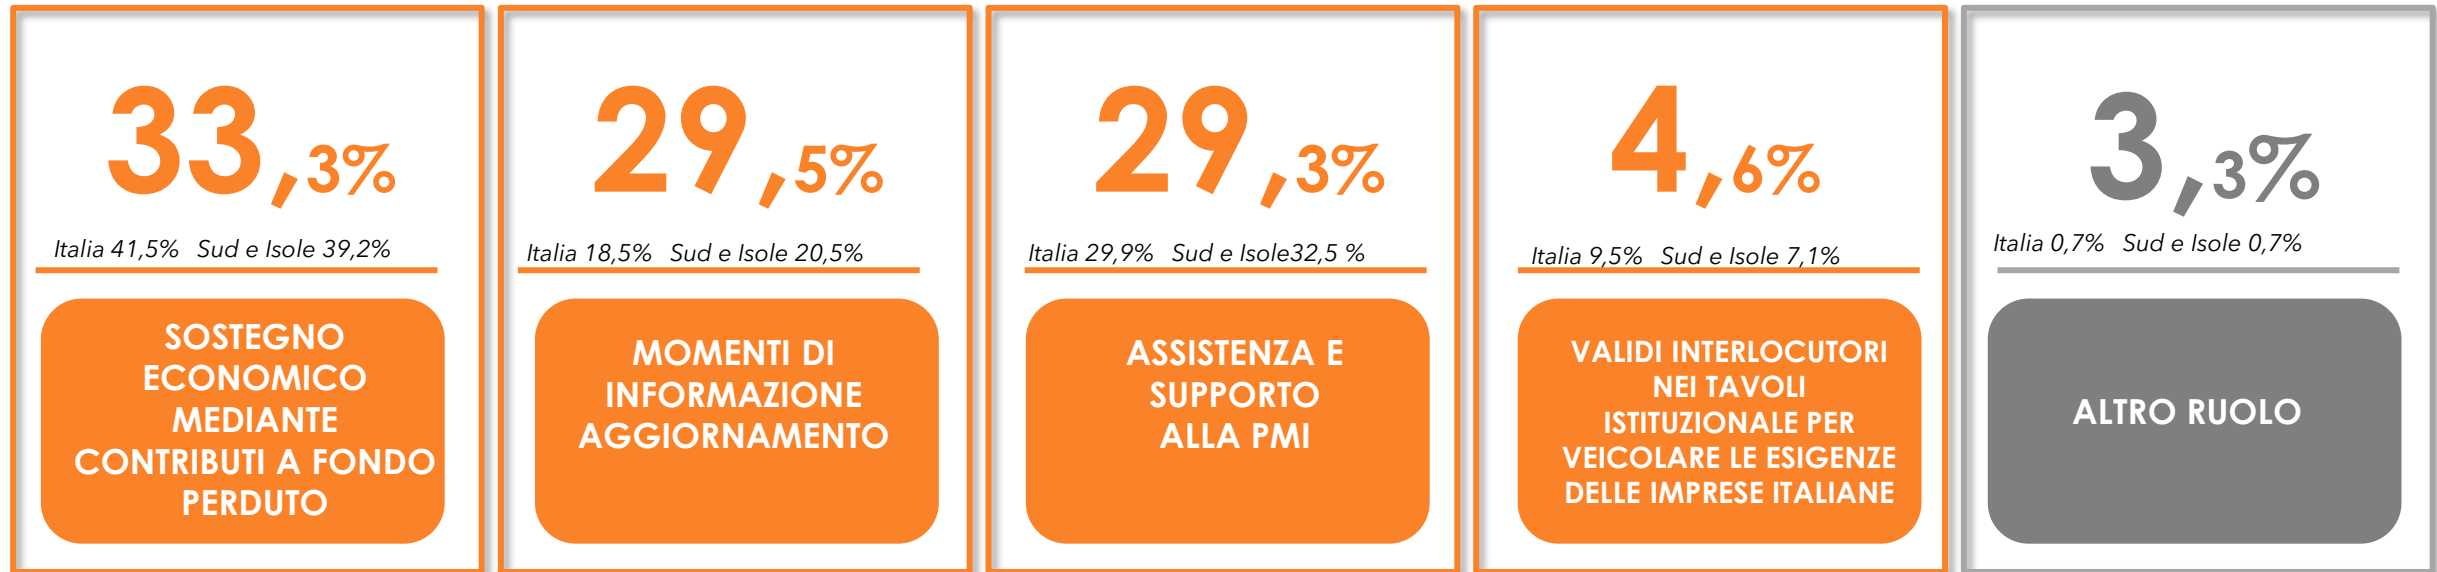 33,3%
Italia 41,5% Sud e Isole 39,2%
SOSTEGNO
ECONOMICO
MEDIANTE
CONTRIBUTI A FONDO
PERDUTO
29,5%
Italia 18,5% Sud e Isole 20,5%
MOMENTI DI
INFORMAZIONE
AGGIORNAMENTO
29,3%
Italia 29,9% Sud e Isole32,5 %
ASSISTENZA E
SUPPORTO
ALLA PMI
4,6%
Italia 9,5% Sud e Isole 7,1%
VALIDI INTERLOCUTORI
NEI TAVOLI
ISTITUZIONALE PER
VEICOLARE LE ESIGENZE
DELLE IMPRESE ITALIANE
3,3%
Italia 0,7% Sud e Isole 0,7%
ALTRO RUOLO